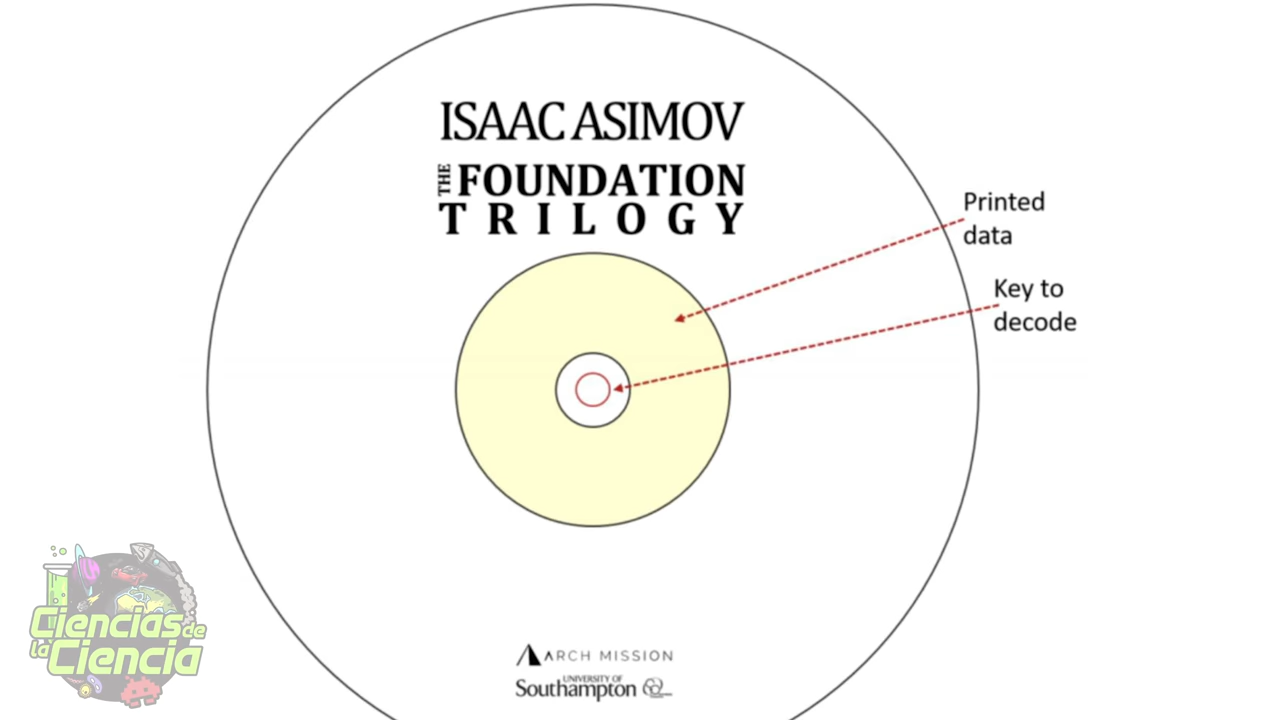 ISAAC ASIMOV
THE FOUNDATION
TRILOGY
Printed
data
Key to
decode
ARCH MISSION
UNIVERSITY OF
Southampton
Ciencias de
la Ciencia